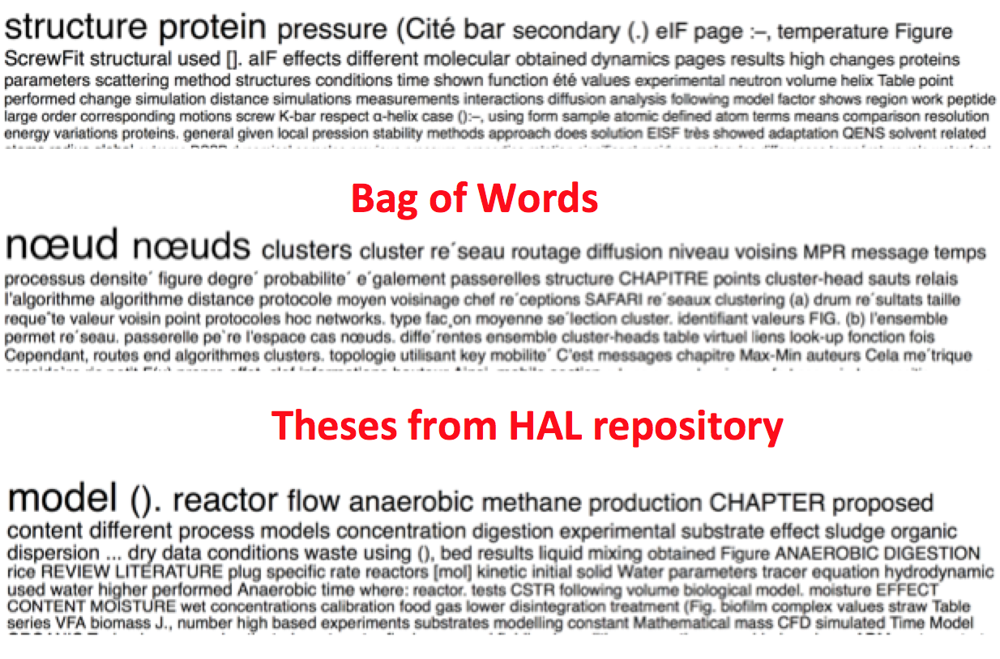 structure protein pressure (Cité bar secondary (.) eIF page :–, temperature Figure
ScrewFit structural used []. aIF effects different molecular obtained dynamics pages results high changes proteins
parameters scattering method structures conditions time shown function été values experimental neutron volume helix Table point
performed change simulation distance simulations measurements interactions diffusion analysis following model factor shows region work peptide
large order corresponding motions screw K-bar respect α-helix case ():–, using form sample atomic defined atom terms means comparison resolution
energy variations proteins. general given local pression stability methods approach does solution EISF très showed adaptation QENS solvent related
Bag of Words
nœud nœuds clusters cluster re´seau routage diffusion niveau voisins MPR message temps
processus densite´ figure degre´ probabilite´ e´galement passerelles structure CHAPITRE points cluster-head sauts relais
l'algorithme algorithme distance protocole moyen voisinage chef re´ceptions SAFARI re´seaux clustering (a) drum re´sultats taille
reque˜te valeur voisin point protocoles hoc networks. type fac¸on moyenne se´lection cluster. identifiant valeurs FIG. (b) l'ensemble
permet re´seau. passerelle pe`re l'espace cas nœuds. diffe´rentes ensemble cluster-heads table virtuel liens look-up fonction fois
Cependant, routes end algorithmes clusters. topologie utilisant key mobilite´ C'est messages chapitre Max-Min auteurs Cela me´trique
Theses from HAL repository
model (). reactor flow anaerobic methane production CHAPTER proposed
content different process models concentration digestion experimental substrate effect sludge organic
dispersion ... dry data conditions waste using (), bed results liquid mixing obtained Figure ANAEROBIC DIGESTION
rice REVIEW LITERATURE plug specific rate reactors [mol] kinetic initial solid Water parameters tracer equation hydrodynamic
used water higher performed Anaerobic time where: reactor. tests CSTR following volume biological model. moisture EFFECT
CONTENT MOISTURE wet concentrations calibration food gas lower disintegration treatment (Fig. biofilm complex values straw Table
series VFA biomass J., number high based experiments substrates modelling constant Mathematical mass CFD simulated Time Model